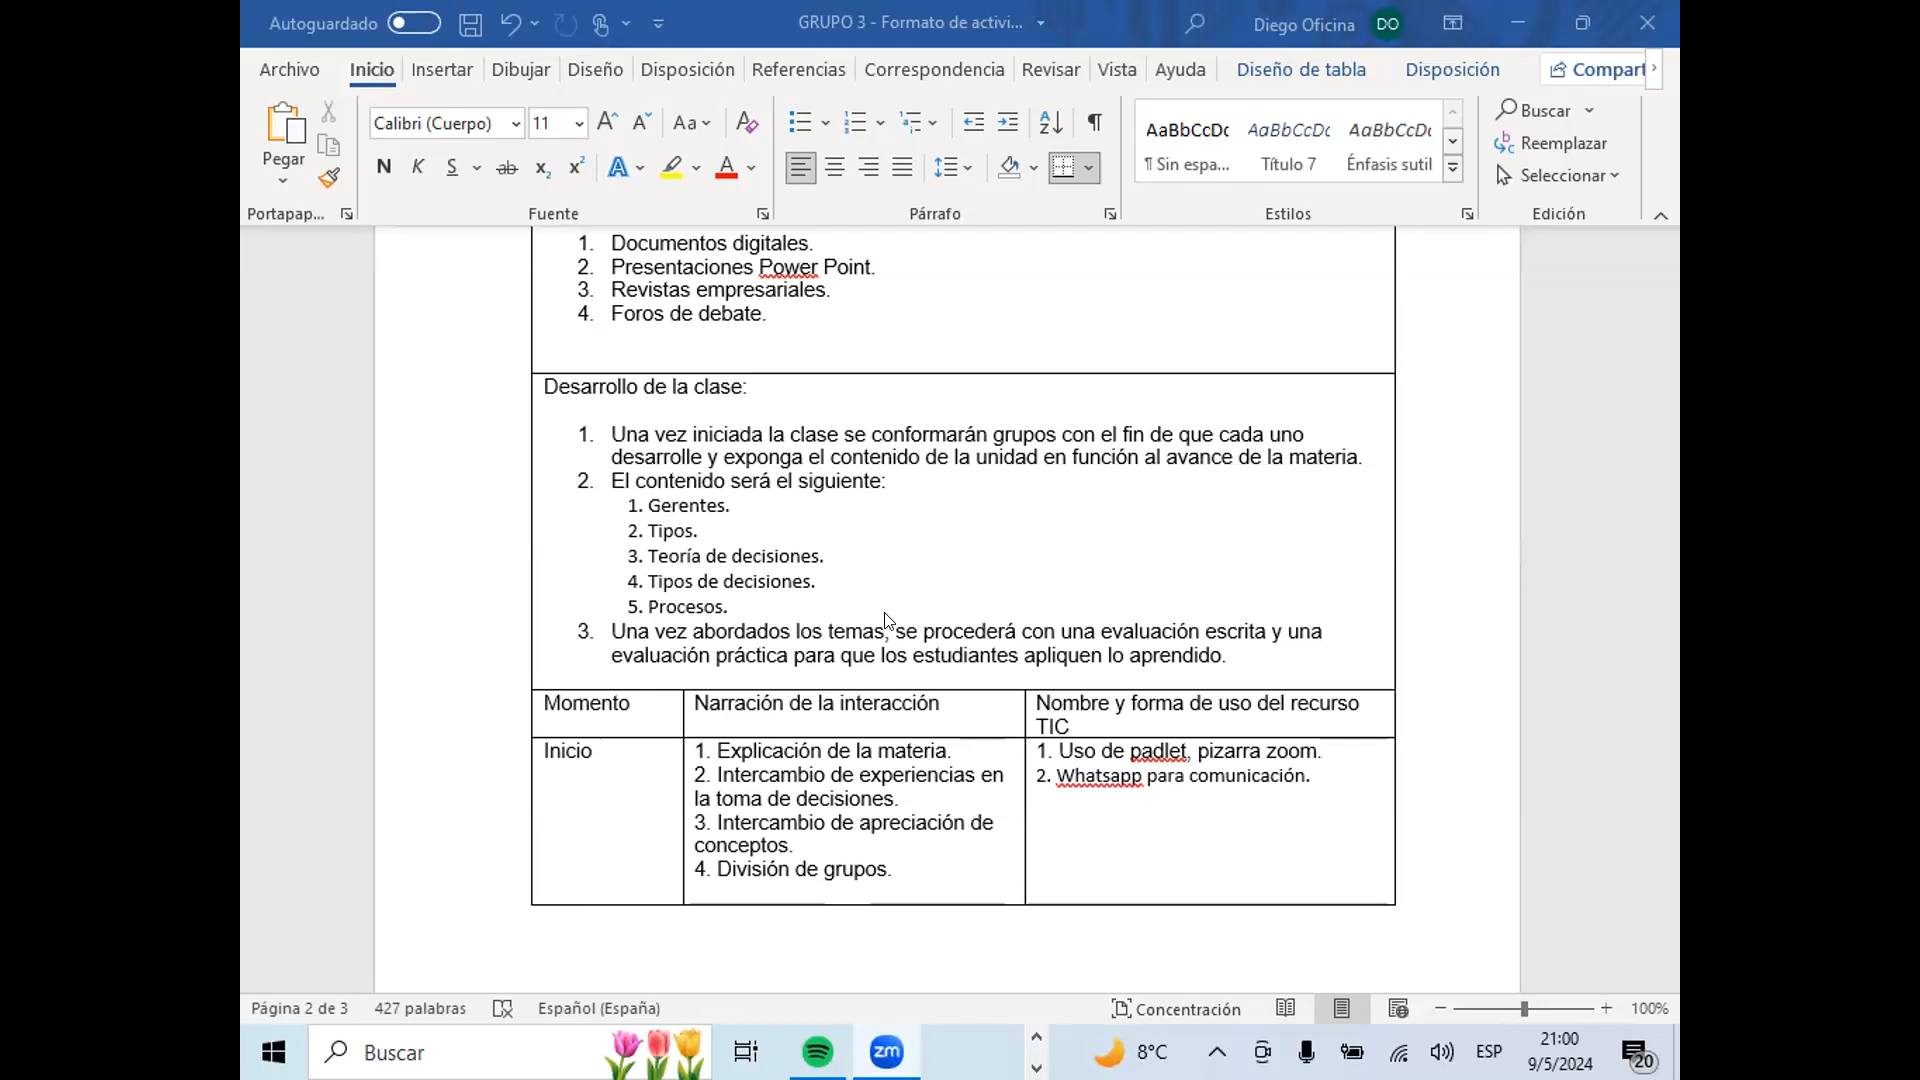 Autoguardado
GRUPO 3 - Formato de activi...
Diego Oficina
DO
Archivo Inicio Insertar Dibujar Diseño Disposición Referencias Correspondencia Revisar Vista Ayuda Diseño de tabla Disposición Compart
Pegar
Portapap...
Calibri (Cuerpo) 11
Aa
N K S ab x₂ x²
Fuente
Párrafo
AaBbCcDc AaBbCcDc AaBbCcDc
¶ Sin espa... Título 7 Énfasis sutil
Estilos
Buscar
Reemplazar
Seleccionar
Edición
1. Documentos digitales.
2. Presentaciones Power Point.
3. Revistas empresariales.
4. Foros de debate.
Desarrollo de la clase:
1. Una vez iniciada la clase se conformarán grupos con el fin de que cada uno
desarrolle y exponga el contenido de la unidad en función al avance de la materia.
2. El contenido será el siguiente:
1. Gerentes.
2. Tipos.
3. Teoría de decisiones.
4. Tipos de decisiones.
5. Procesos.
3. Una vez abordados los temas, se procederá con una evaluación escrita y una
evaluación práctica para que los estudiantes apliquen lo aprendido.
Momento
Narración de la interacción
Nombre y forma de uso del recurso
TIC
Inicio
1. Explicación de la materia.
2. Intercambio de experiencias en
la toma de decisiones.
3. Intercambio de apreciación de
conceptos.
4. División de grupos.
1. Uso de padlet, pizarra zoom.
2. Whatsapp para comunicación.
Página 2 de 3 427 palabras Español (España) Concentración 100%
Buscar
zm
8°C
ESP
21:00
9/5/2024
20